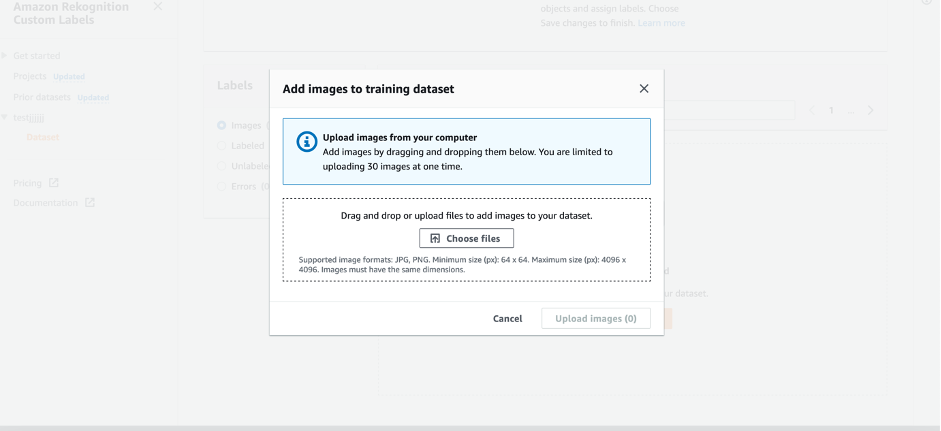 Amazon Rekognition
Custom Labels
Get started
Projects Updated
Prior datasets Updated
Dataset
Pricing
Documentation
objects and assign labels. Choose
Save changes to finish. Learn more
Labels
Images
Labeled
Errors
1 ...
Add images to training dataset
Upload images from your computer
Add images by dragging and dropping them below. You are limited to
uploading 30 images at one time.
Drag and drop or upload files to add images to your dataset.
Choose files
Supported image formats: JPG, PNG. Minimum size (px): 64 x 64. Maximum size (px): 4096 x
4096. Images must have the same dimensions.
Cancel
Upload images (0)
dataset.